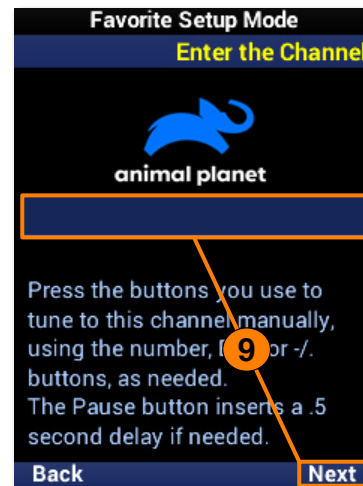 Favorite Setup Mode
Enter the Channel
animal planet
Press the buttons you use to
tune to this channel manually,
using the number, or -/.
9
buttons, as needed.
The Pause button inserts a .5
second delay if needed.
Back Next